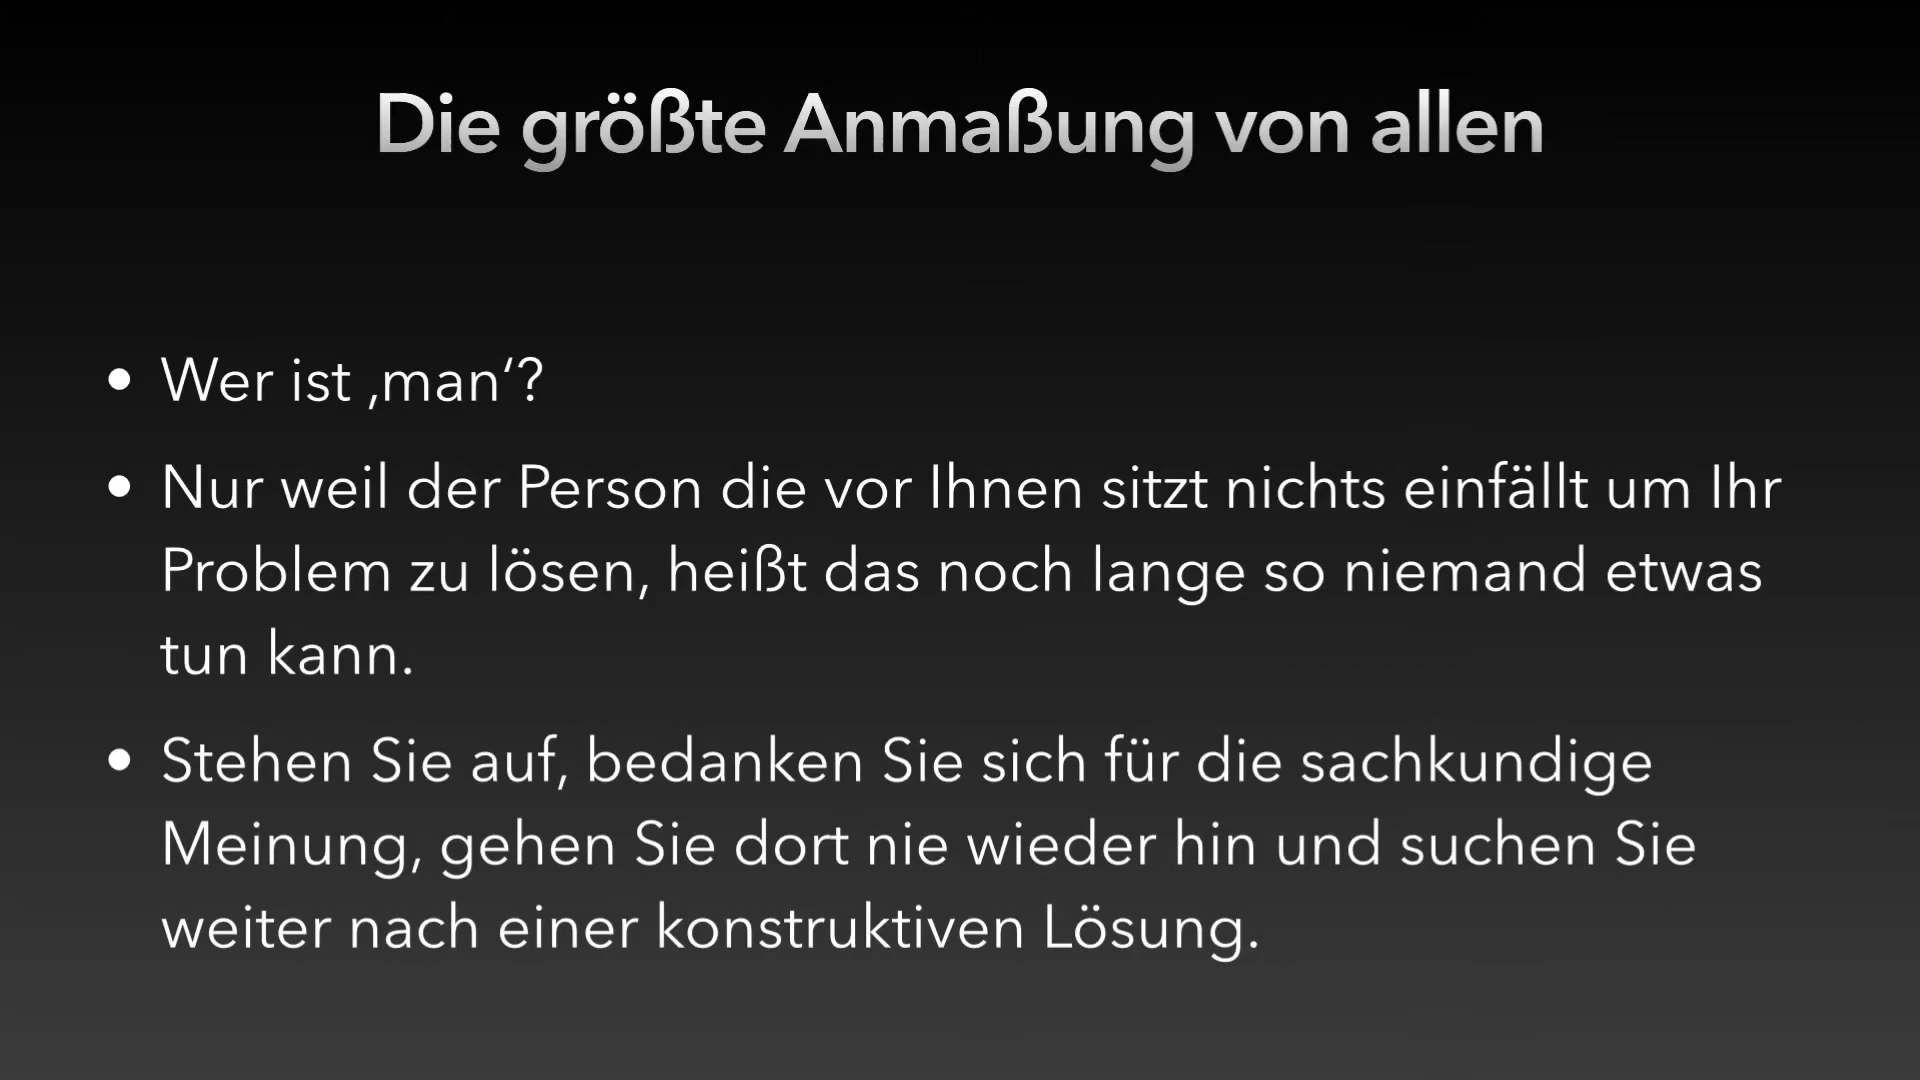 Die größte Anmaßung von allen
• Wer ist ‚man‘?
• Nur weil der Person die vor Ihnen sitzt nichts einfällt um Ihr
Problem zu lösen, heißt das noch lange so niemand etwas
tun kann.
• Stehen Sie auf, bedanken Sie sich für die sachkundige
Meinung, gehen Sie dort nie wieder hin und suchen Sie
weiter nach einer konstruktiven Lösung.